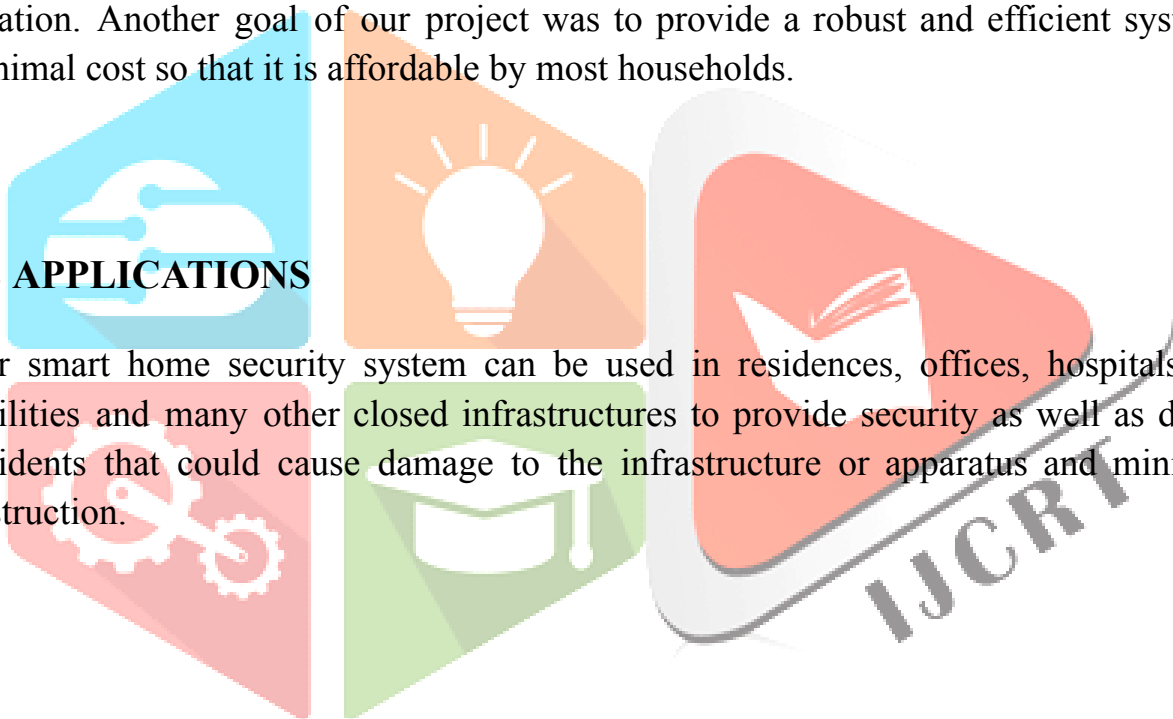 ation. Another goal of our project was to provide a robust and efficient sys
nimal cost so that it is affordable by most households.
APPLICATIONS
r smart home security system can be used in residences, offices, hospitals
ilities and many other closed infrastructures to provide security as well as d
idents that could cause damage to the infrastructure or apparatus and mini
struction.
IJCRT